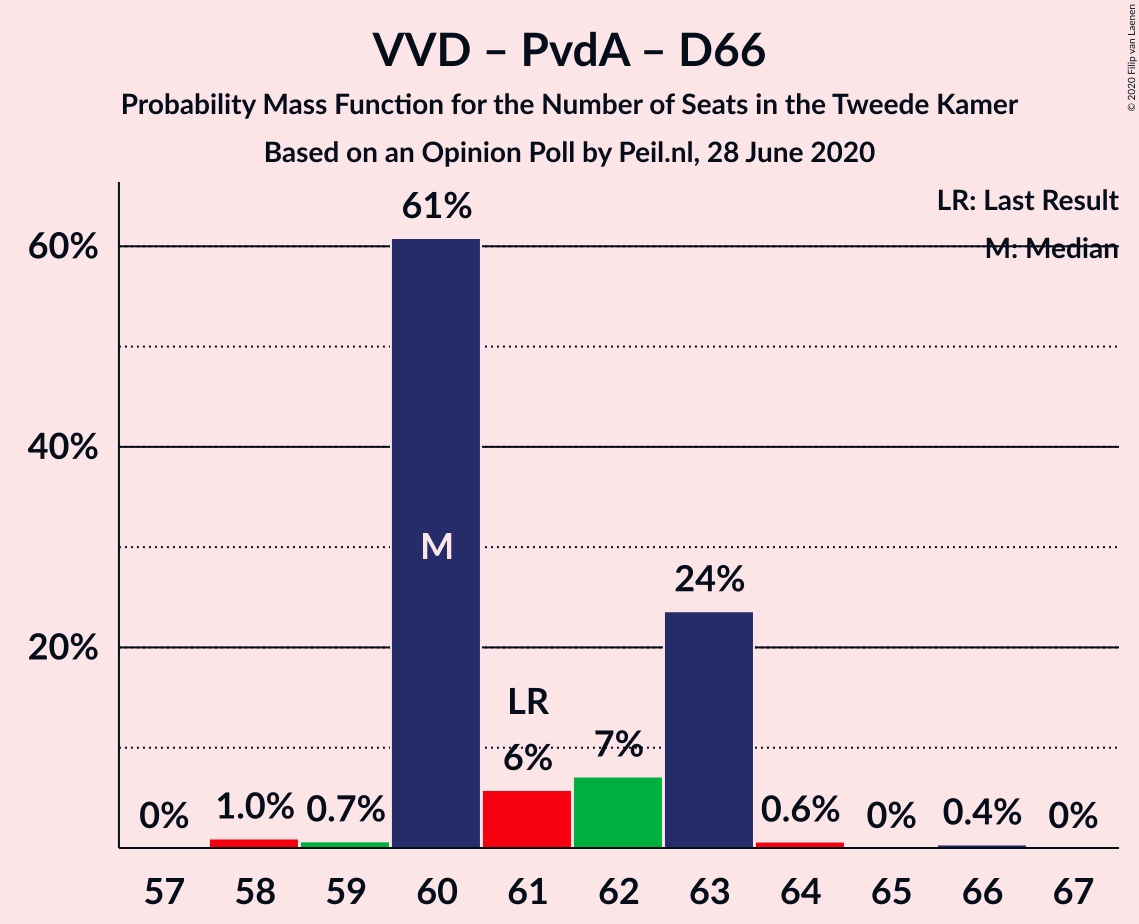 VVD – PvdA – D66
Probability Mass Function for the Number of Seats in the Tweede Kamer
Based on an Opinion Poll by Peil.nl, 28 June 2020
© 2020 Filip van Laenen
LR: Last Result
M: Median
60%
40%
20%
0%
1.0%
0.7%
61%
M
LR
6%
7%
24%
0.6%
0%
0.4%
0%
57 58 59 60 61 62 63 64 65 66 67